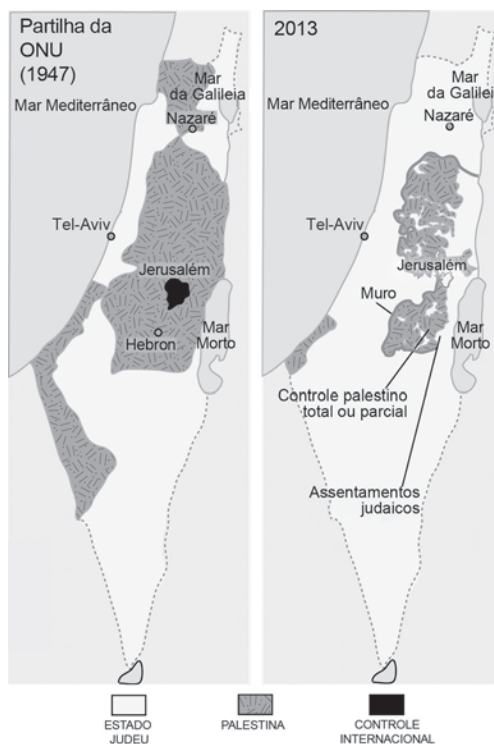 Partilha da
ONU
(1947)
Mar Mediterrâneo
Mar
da Galileia
Nazaré
Tel-Aviv
Jerusalém
Hebron
Mar
Morto
2013
Mar Mediterrâneo
Mar
da Galileia
Nazaré
Tel-Aviv
Jerusalém
Muro
Mar
Morto
Controle palestino
total ou parcial
Assentamentos
judaicos
ESTADO
JUDEU
PALESTINA
CONTROLE
INTERNACIONAL